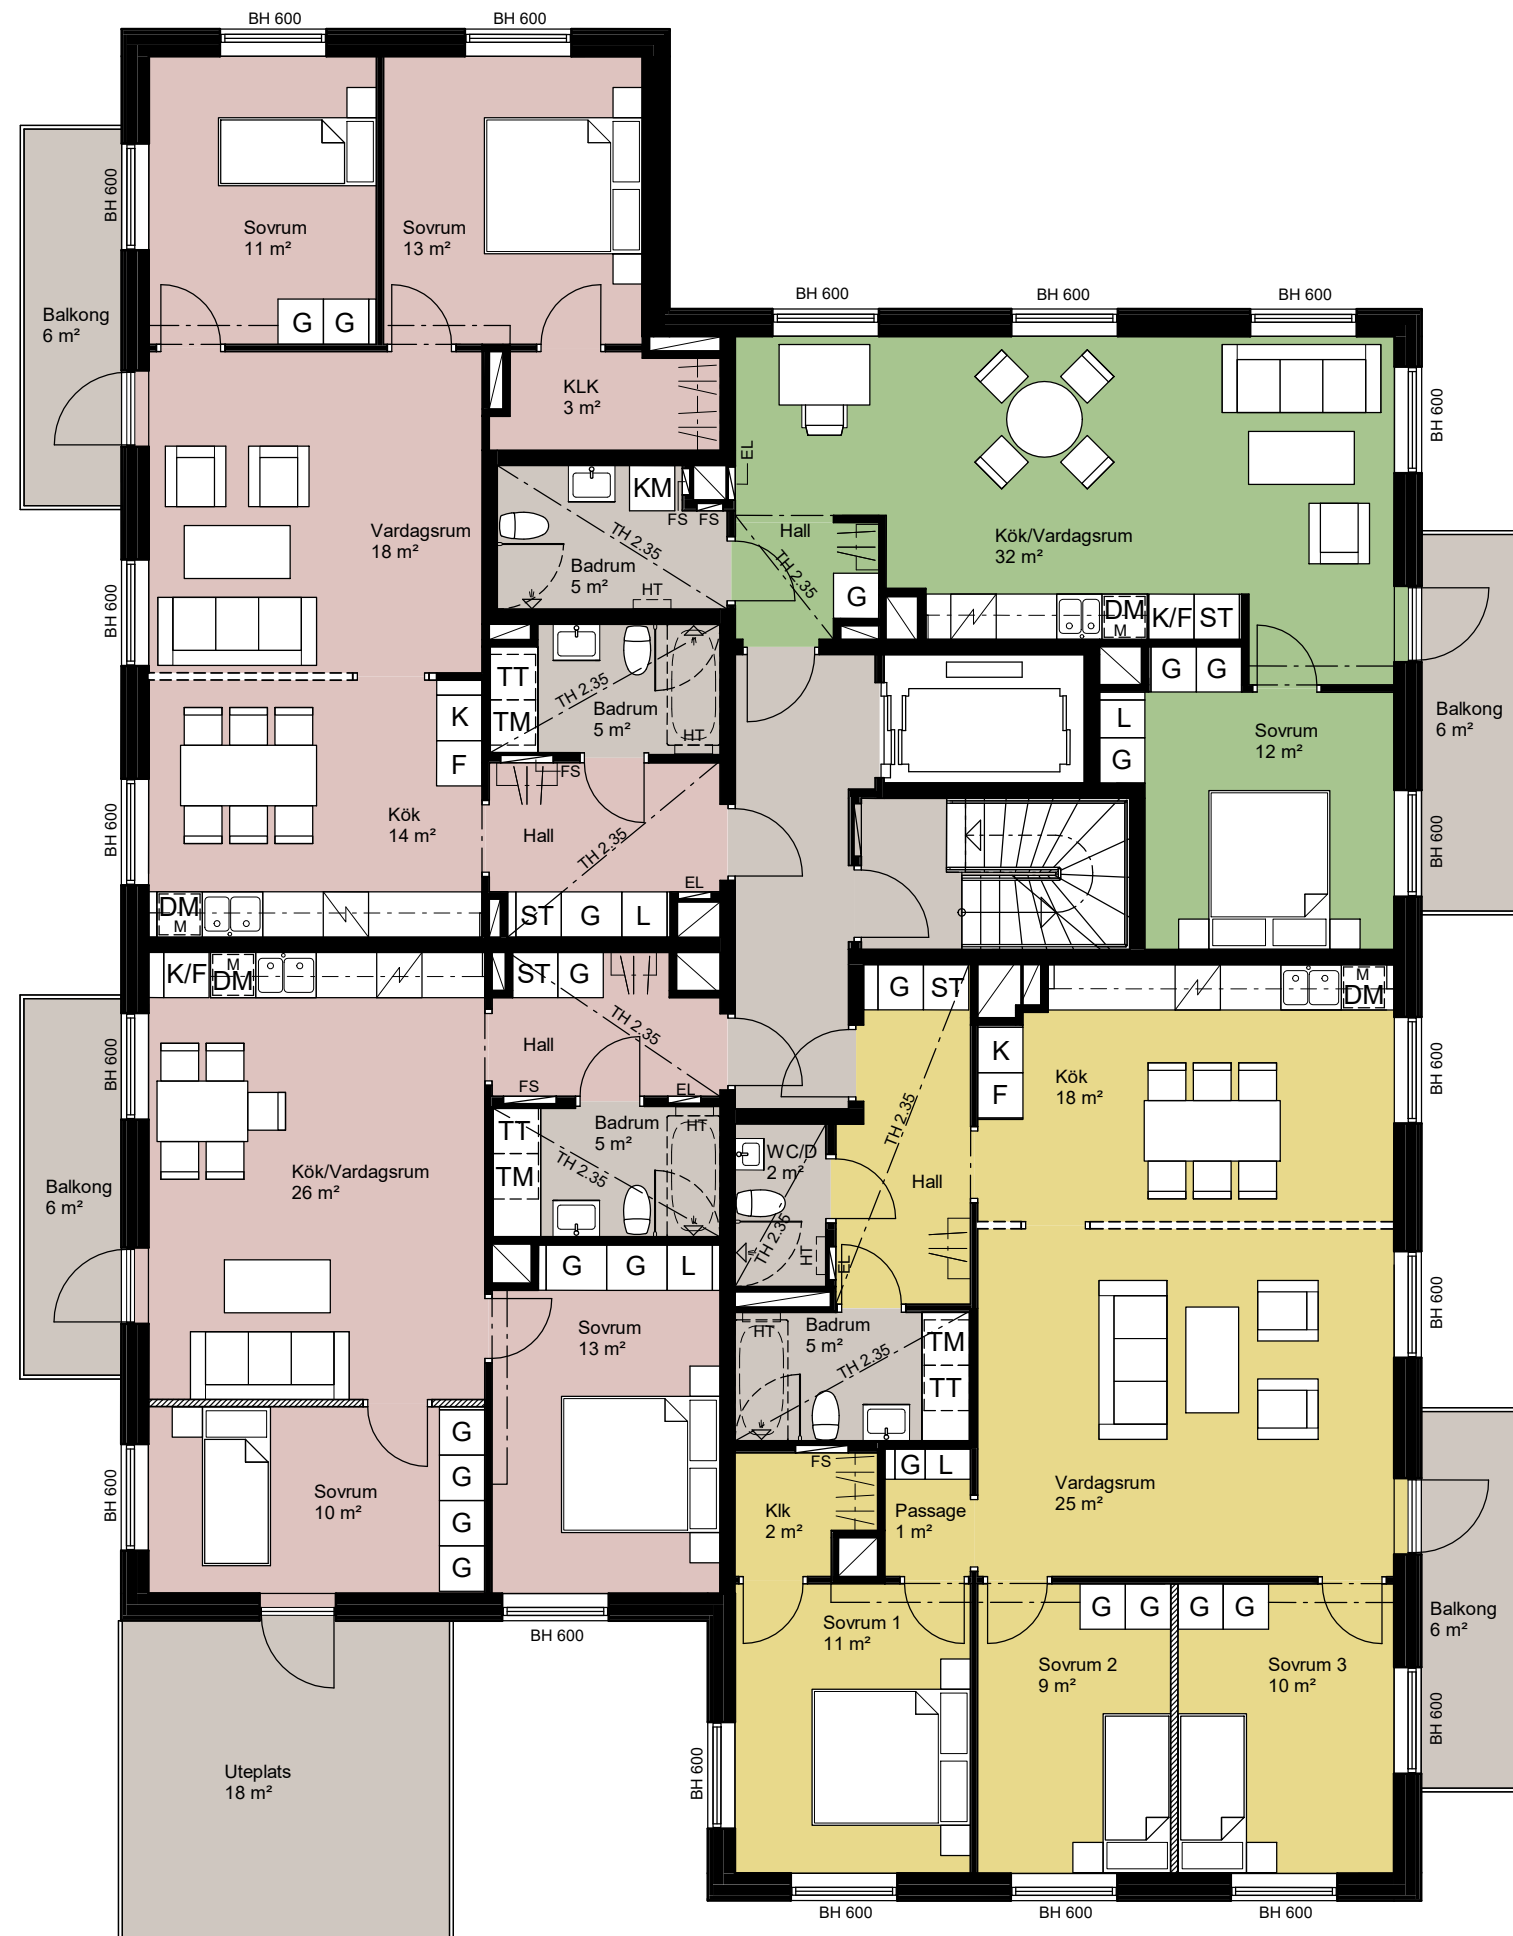 BH 600
BH 600
BH 600
Sovrum
11 m²
Sovrum
13 m²
Balkong
6 m²
G G
KLK
3 m²
BH 600
BH 600
BH 600
BH 600
EL
KM
FS FS
TH 2.35
Badrum
5 m²
HT
Vardagsrum
18 m²
BH 600
Hall
TH 2.35
G
Kök/Vardagsrum
32 m²
DM
M
K/F ST
G G
L
G
Sovrum
12 m²
Balkong
6 m²
BH 600
TT
TM
TH 2.35
Badrum
5 m²
HT
FS
K
F
Kök
14 m²
BH 600
Hall
TH 2.35
EL
DM
M
ST G L
K/F
M
DM
ST G
TH 2.35
Hall
FS
EL
BH 600
Kök/Vardagsrum
26 m²
Balkong
6 m²
TT
TM
Badrum
5 m²
HT
TH 2.35
G G L
Sovrum
13 m²
Sovrum
10 m²
G
G
G
G
BH 600
BH 600
Uteplats
18 m²
G ST
M
DM
K
F
Kök
18 m²
BH 600
TH 2.35
Hall
WC/D
2 m²
TH 2.35
HT
EL
BH 600
HT
Badrum
5 m²
TH 2.35
TM
TT
FS
G L
Klk
2 m²
Passage
1 m²
Vardagsrum
25 m²
G G G G
Sovrum 1
11 m²
Sovrum 2
9 m²
Sovrum 3
10 m²
Balkong
6 m²
BH 600
BH 600
BH 600
BH 600
BH 600